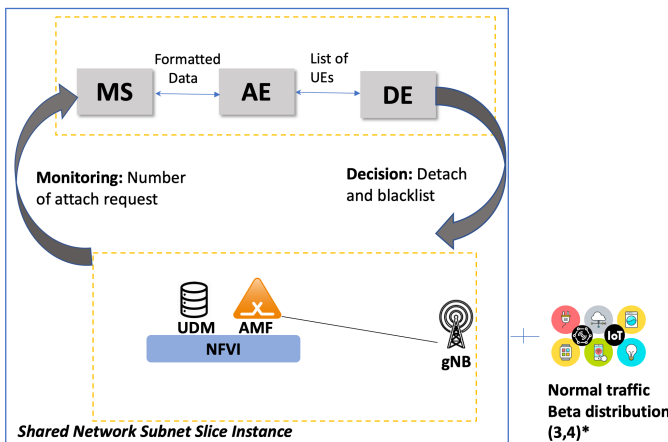 Formatted
Data
List of
UEs
MS
AE
DE
Monitoring: Number
of attach request
Decision: Detach
and blacklist
UDM
AMF
NFVI
gNB
IoT
Normal traffic
Beta distribution
(3,4)*
Shared Network Subnet Slice Instance